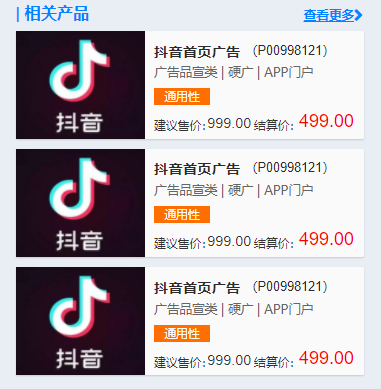 | 相关产品 查看更多>
抖音
抖音首页广告 （P00998121）
广告品宣类 | 硬广 | APP门户
通用性
建议售价:999.00 结算价: 499.00
抖音
抖音首页广告 （P00998121）
广告品宣类 | 硬广 | APP门户
通用性
建议售价:999.00 结算价: 499.00
抖音
抖音首页广告 （P00998121）
广告品宣类 | 硬广 | APP门户
通用性
建议售价:999.00 结算价: 499.00